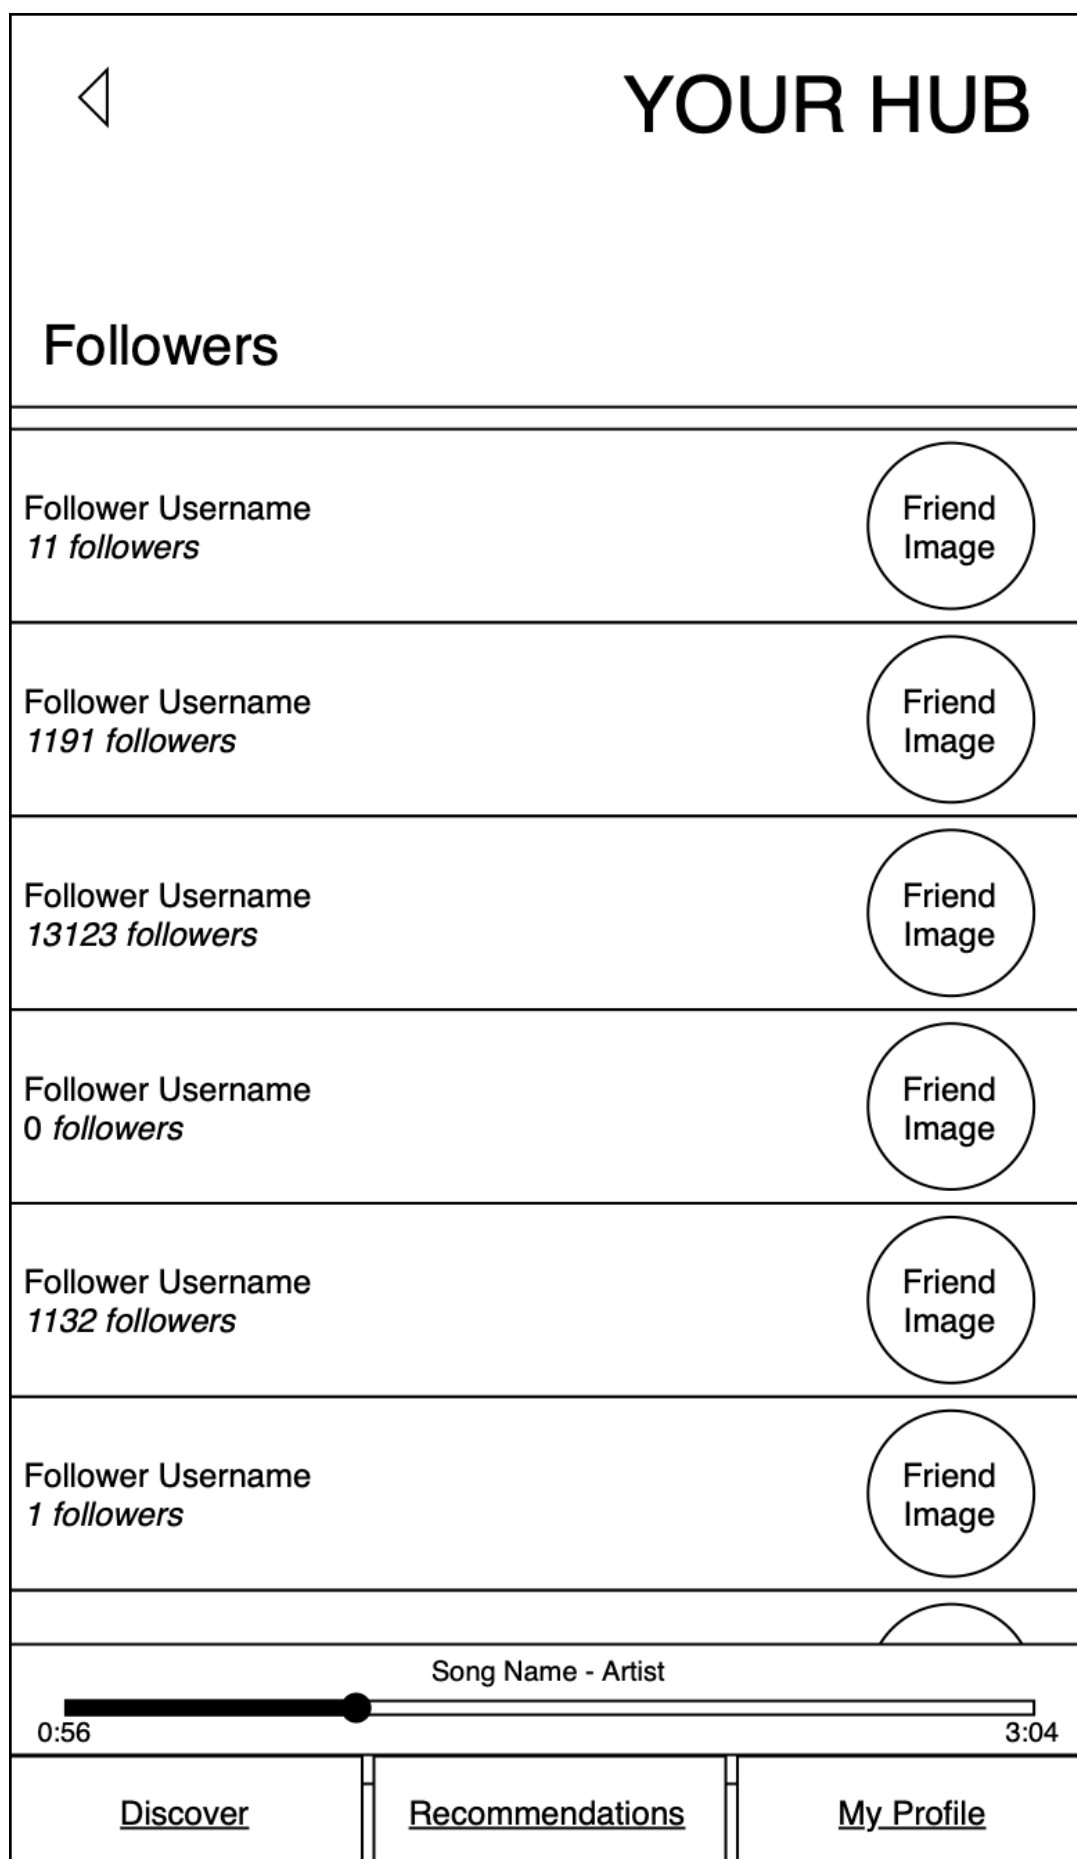 YOUR HUB
Followers
Follower Username
11 followers
Friend
Image
Follower Username
1191 followers
Friend
Image
Follower Username
13123 followers
Friend
Image
Follower Username
0 followers
Friend
Image
Follower Username
1132 followers
Friend
Image
Follower Username
1 followers
Friend
Image
Song Name - Artist
0:56
3:04
Discover
Recommendations
My Profile